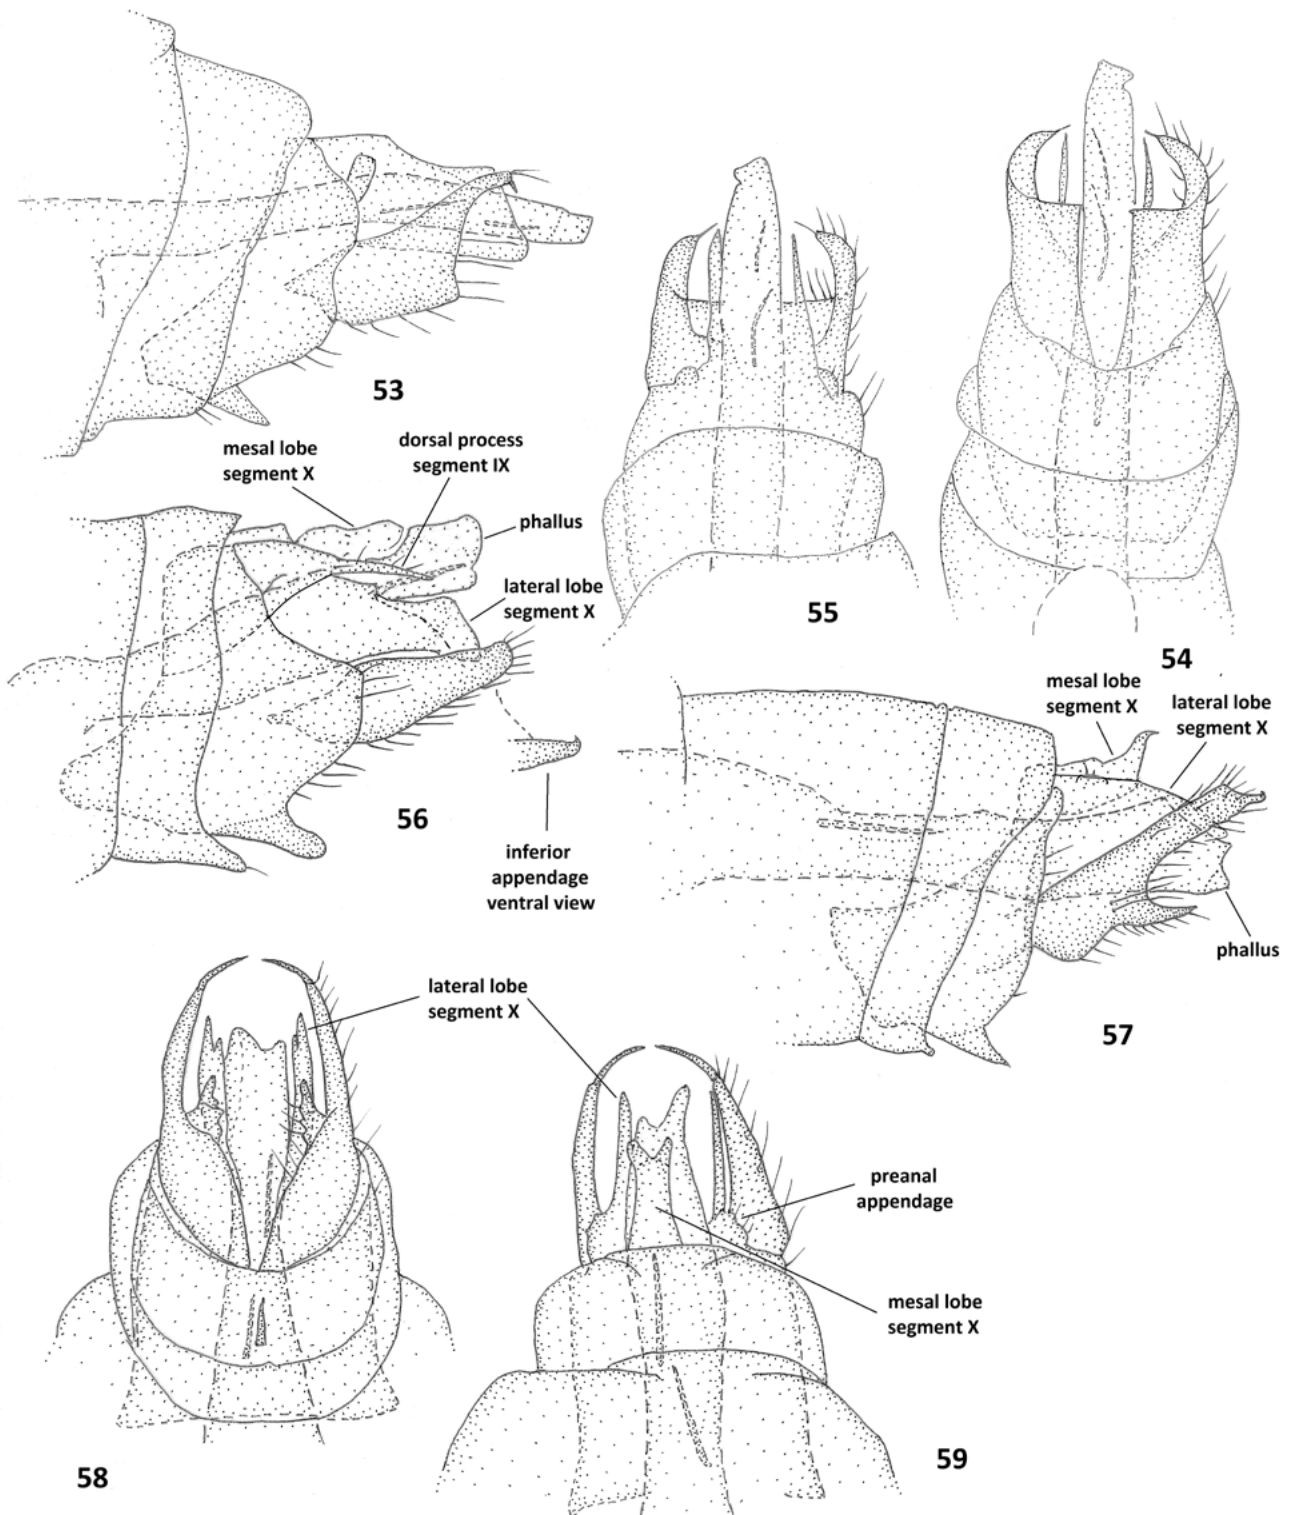 53
mesal lobe
segment X
dorsal process
segment IX
phallus
lateral lobe
segment X
55
54
56
inferior
appendage
ventral view
mesal lobe
segment X
lateral lobe
segment X
phallus
57
lateral lobe
segment X
preanal
appendage
mesal lobe
segment X
58
59